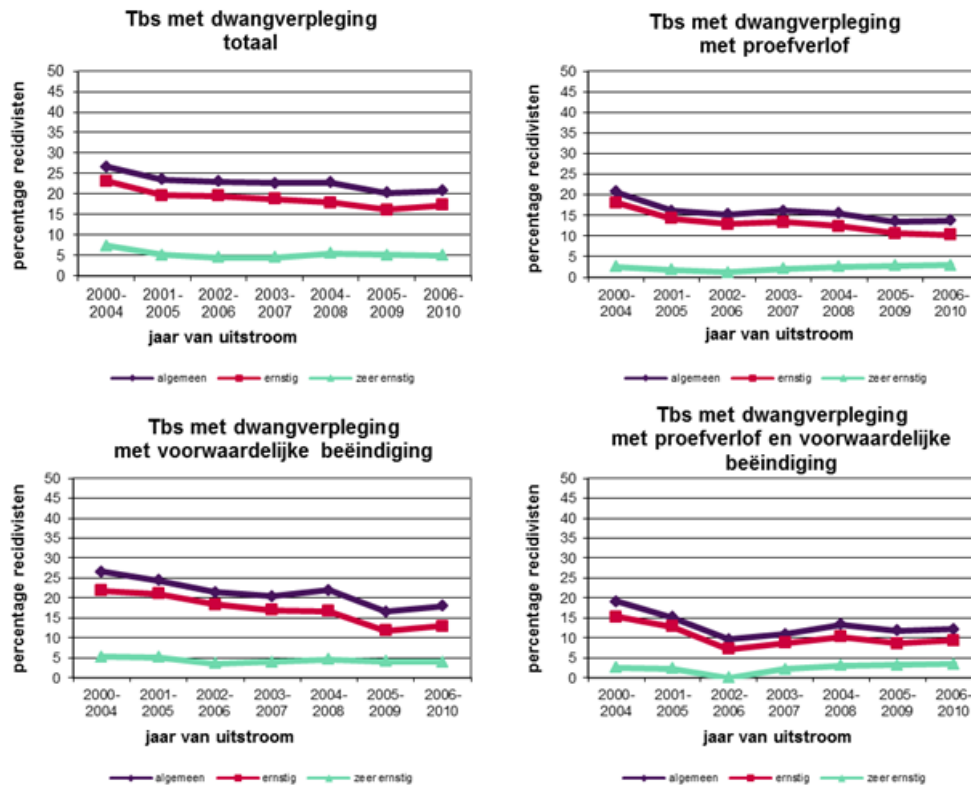 Tbs met dwangverpleging
totaal
percentage recidivisten
50
45
40
35
30
25
20
15
10
5
0
2000- 2001- 2002- 2003- 2004- 2005- 2006-
2004 2005 2006 2007 2008 2009 2010
jaar van uitstroom
algemeen ernstig zeer ernstig
Tbs met dwangverpleging
met proefverlof
percentage recidivisten
50
45
40
35
30
25
20
15
10
5
0
2000- 2001- 2002- 2003- 2004- 2005- 2006-
2004 2005 2006 2007 2008 2009 2010
jaar van uitstroom
algemeen ernstig zeer ernstig
Tbs met dwangverpleging
met voorwaardelijke beëindiging
percentage recidivisten
50
45
40
35
30
25
20
15
10
5
0
2000- 2001- 2002- 2003- 2004- 2005- 2006-
2004 2005 2006 2007 2008 2009 2010
jaar van uitstroom
algemeen ernstig zeer ernstig
Tbs met dwangverpleging
met proefverlof en voorwaardelijke
beëindiging
percentage recidivisten
50
45
40
35
30
25
20
15
10
5
0
2000- 2001- 2002- 2003- 2004- 2005- 2006-
2004 2005 2006 2007 2008 2009 2010
jaar van uitstroom
algemeen ernstig zeer ernstig